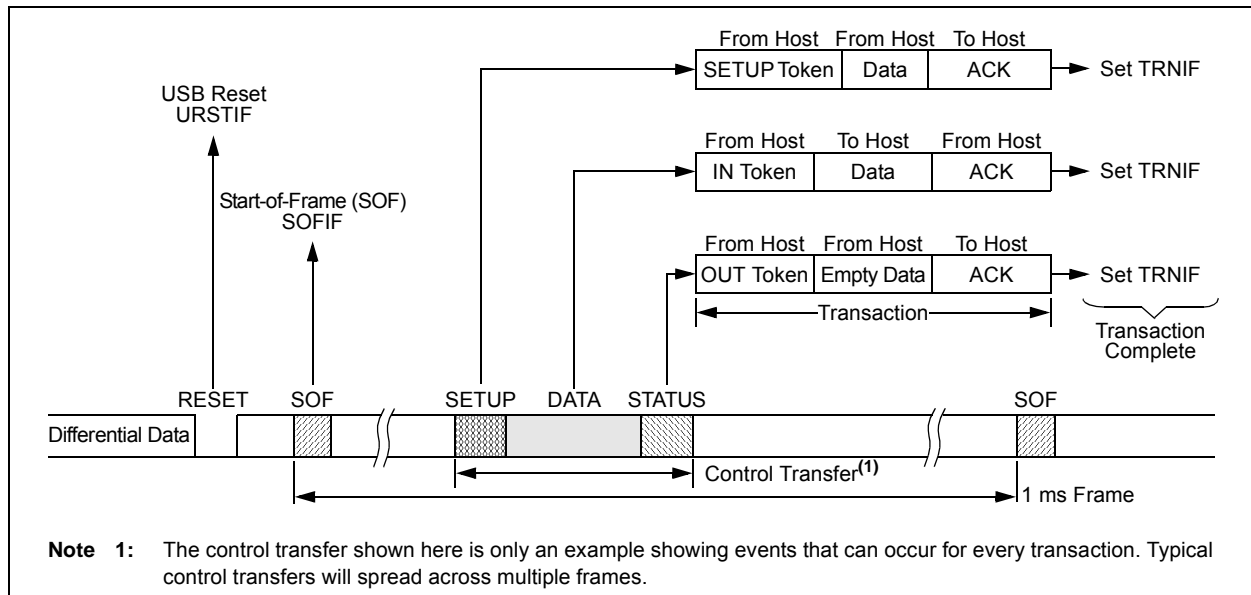 From Host From Host To Host
SETUP Token Data ACK Set TRNIF
USB Reset
URSTIF
From Host To Host From Host
IN Token Data ACK Set TRNIF
Start-of-Frame (SOF)
SOFIF
From Host From Host To Host
OUT Token Empty Data ACK Set TRNIF
Transaction
Transaction
Complete
RESET SOF SETUP DATA STATUS SOF
Differential Data
Control Transfer(1)
1 ms Frame
Note 1: The control transfer shown here is only an example showing events that can occur for every transaction. Typical
control transfers will spread across multiple frames.